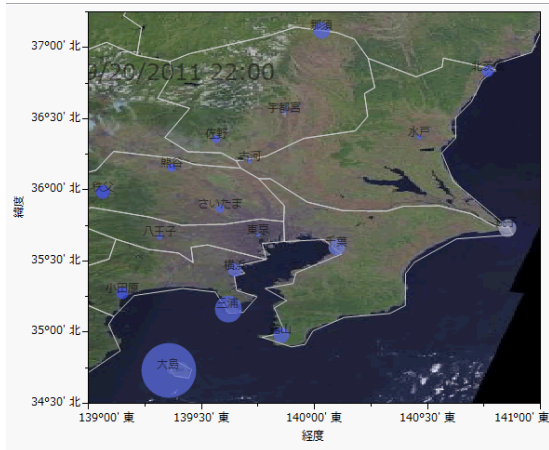 37°00′ 北
36°30′ 北
36°00′ 北
35°30′ 北
35°00′ 北
34°30′ 北
緯度
9/20/2011 22:00
那須
宇都宮
佐野
水戸
古河
熊谷
秩父
さいたま
八王子
東京
千葉
横浜
小田原
三浦
館山
大島
139°00′ 東
139°30′ 東
140°00′ 東
140°30′ 東
141°00′ 東
経度